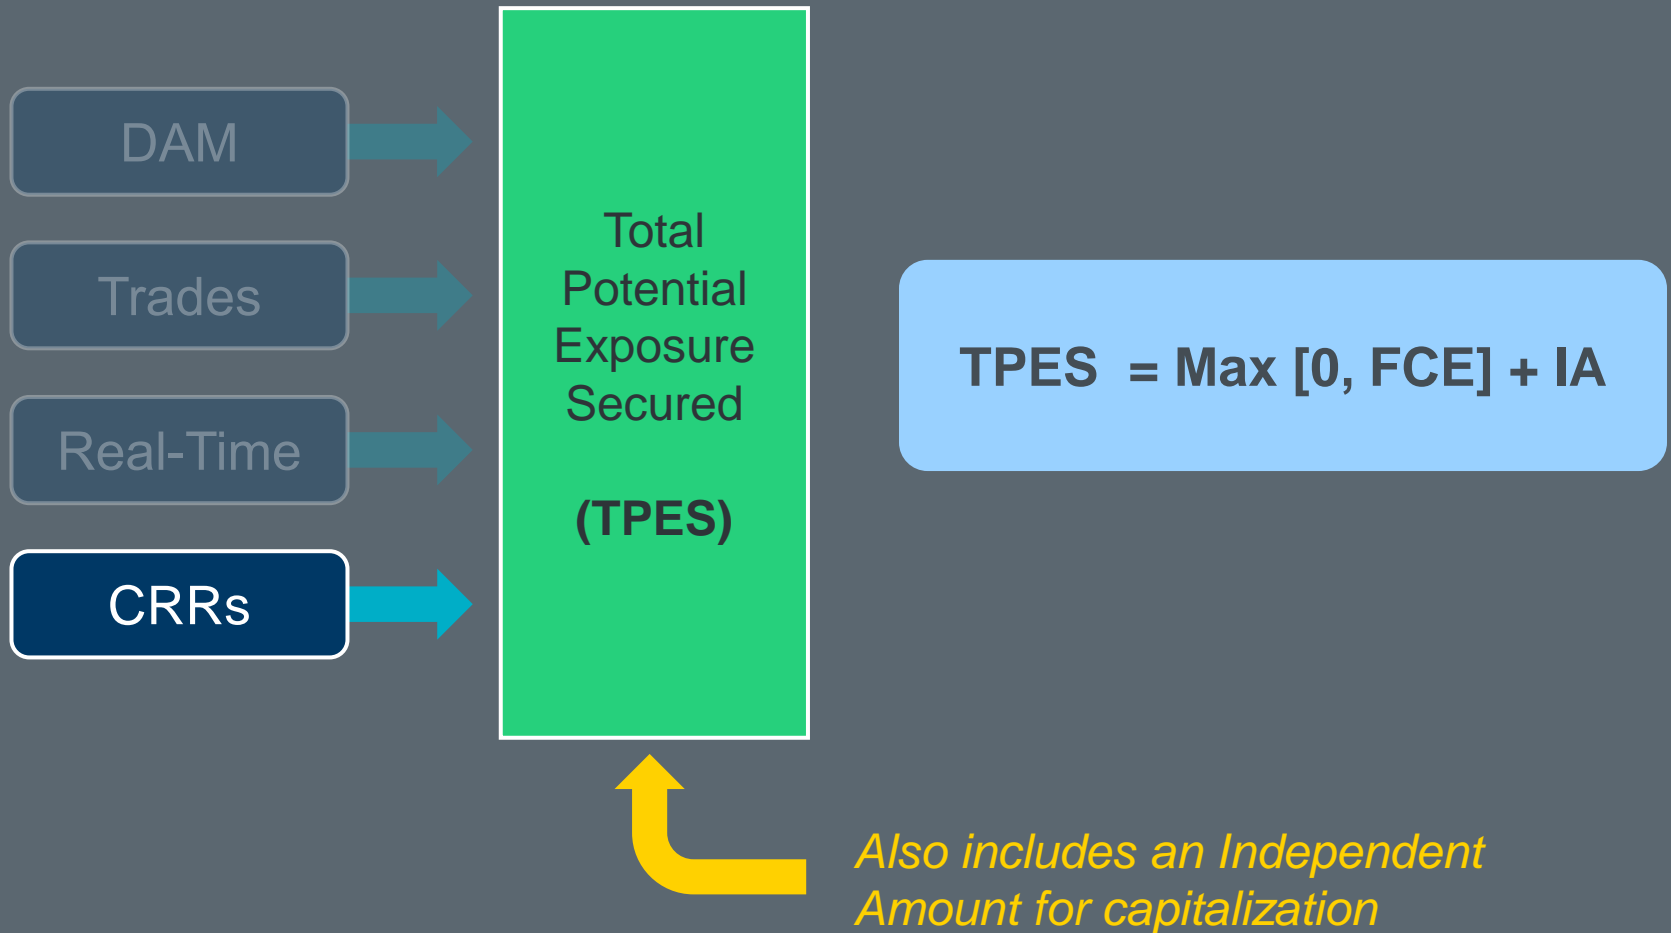 DAM
Trades
Real-Time
CRRs
Total
Potential
Exposure
Secured
(TPES)
TPES = Max [0, FCE] + IA
Also includes an Independent
Amount for capitalization